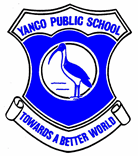 YANCO PUBLIC SCHOOL
TOWARDS A BETTER WORLD